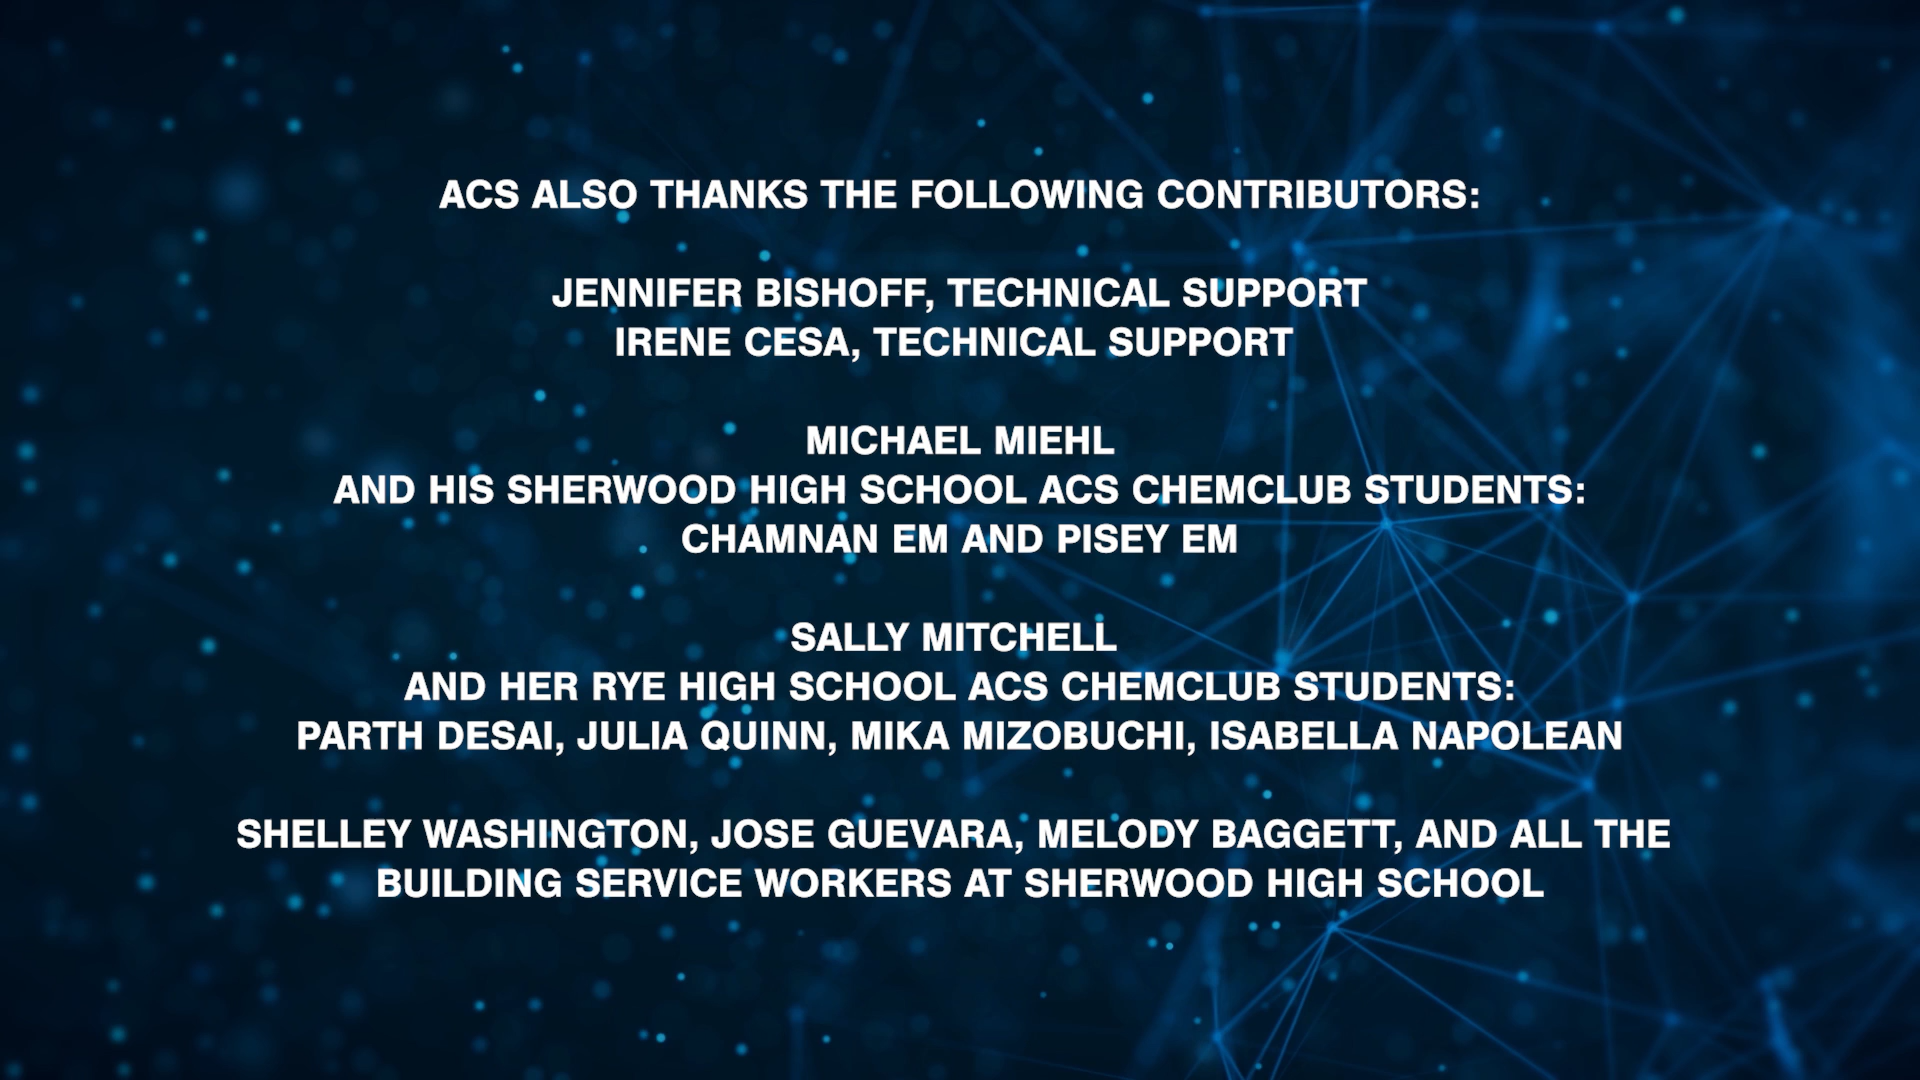 ACS ALSO THANKS THE FOLLOWING CONTRIBUTORS:
JENNIFER BISHOFF, TECHNICAL SUPPORT
IRENE CESA, TECHNICAL SUPPORT
MICHAEL MIEHL
AND HIS SHERWOOD HIGH SCHOOL ACS CHEMCLUB STUDENTS:
CHAMNAN EM AND PISEY EM
SALLY MITCHELL
AND HER RYE HIGH SCHOOL ACS CHEMCLUB STUDENTS:
PARTH DESAI, JULIA QUINN, MIKA MIZOBUCHI, ISABELLA NAPOLEAN
SHELLEY WASHINGTON, JOSE GUEVARA, MELODY BAGGETT, AND ALL THE
BUILDING SERVICE WORKERS AT SHERWOOD HIGH SCHOOL